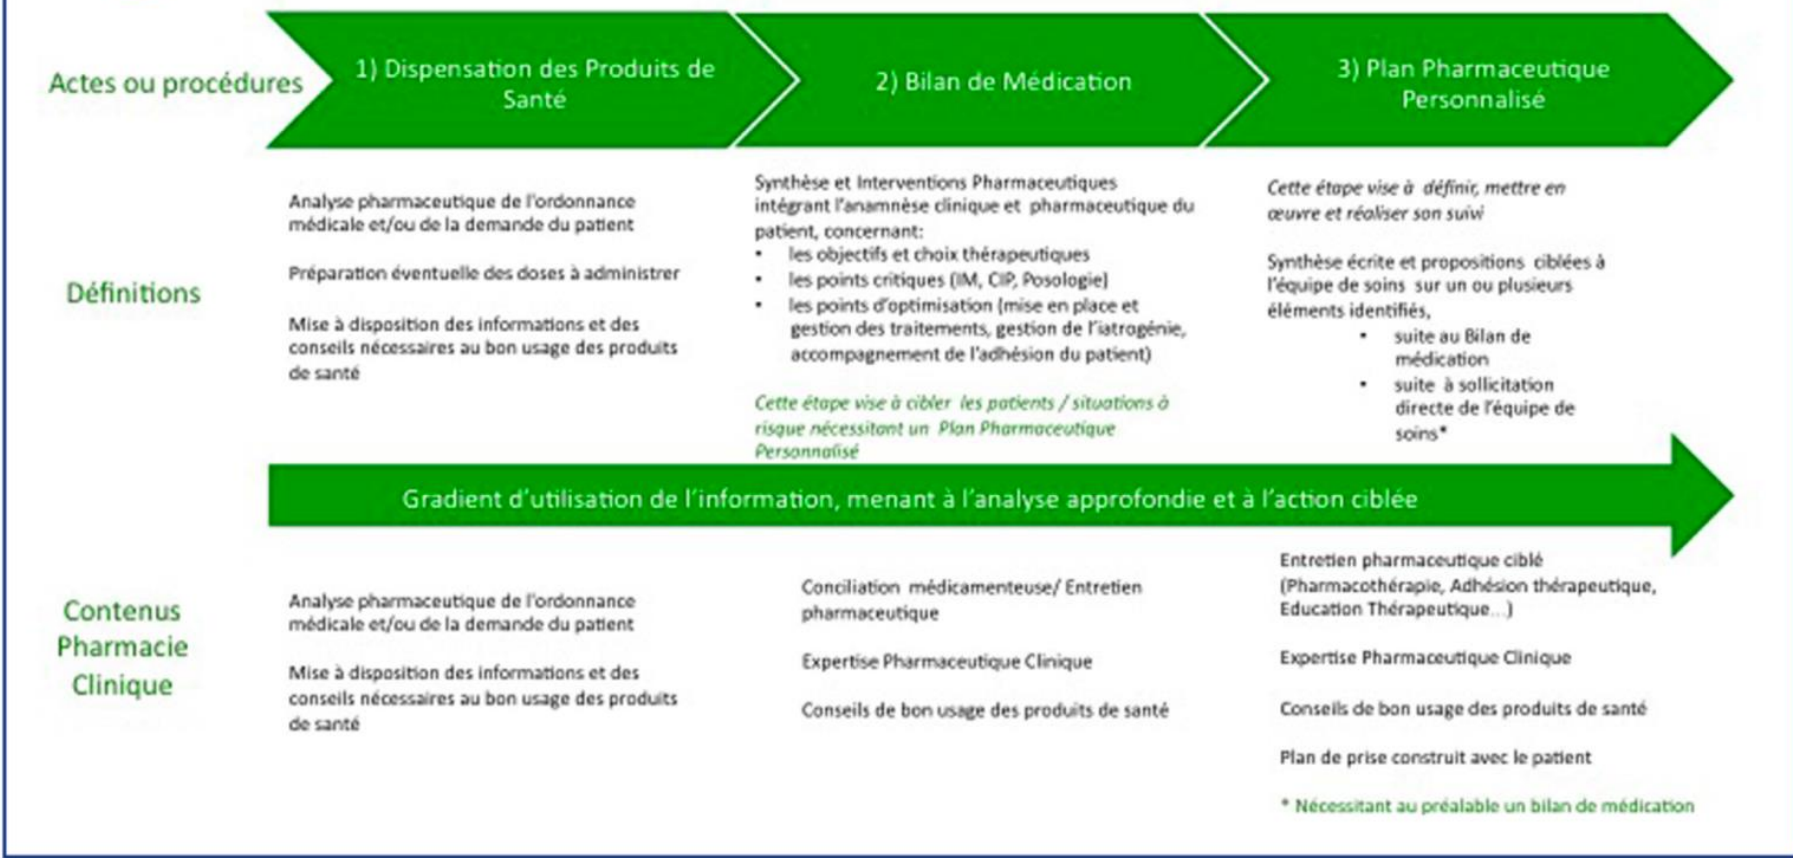 Actes ou procédures
1) Dispensation des Produits de
Santé
2) Bilan de Médication
3) Plan Pharmaceutique
Personnalisé
Définitions
Analyse pharmaceutique de l'ordonnance
médicale et/ou de la demande du patient
Préparation éventuelle des doses à administrer
Mise à disposition des informations et des
conseils nécessaires au bon usage des produits
de santé
Synthèse et Interventions Pharmaceutiques
intégrant l'anamnèse clinique et pharmaceutique du
patient, concernant:
• les objectifs et choix thérapeutiques
• les points critiques (IM, CIP, Posologie)
• les points d'optimisation (mise en place et
gestion des traitements, gestion de l'iatrogénie,
accompagnement de l'adhésion du patient)
Cette étape vise à cibler les patients / situations à
risque nécessitant un Plan Pharmaceutique
Personnalisé
Cette étape vise à définir, mettre en
œuvre et réaliser son suivi
Synthèse écrite et propositions ciblées à
l'équipe de soins sur un ou plusieurs
éléments identifiés,
• suite au Bilan de
médication
• suite à sollicitation
directe de l'équipe de
soins*
Gradient d'utilisation de l'information, menant à l'analyse approfondie et à l'action ciblée
Contenus
Pharmacie
Clinique
Analyse pharmaceutique de l'ordonnance
médicale et/ou de la demande du patient
Mise à disposition des informations et des
conseils nécessaires au bon usage des produits
de santé
Conciliation médicamenteuse/ Entretien
pharmaceutique
Expertise Pharmaceutique Clinique
Conseils de bon usage des produits de santé
Entretien pharmaceutique ciblé
(Pharmacothérapie, Adhésion thérapeutique,
Education Thérapeutique...)
Expertise Pharmaceutique Clinique
Conseils de bon usage des produits de santé
Plan de prise construit avec le patient
* Nécessitant au préalable un bilan de médication